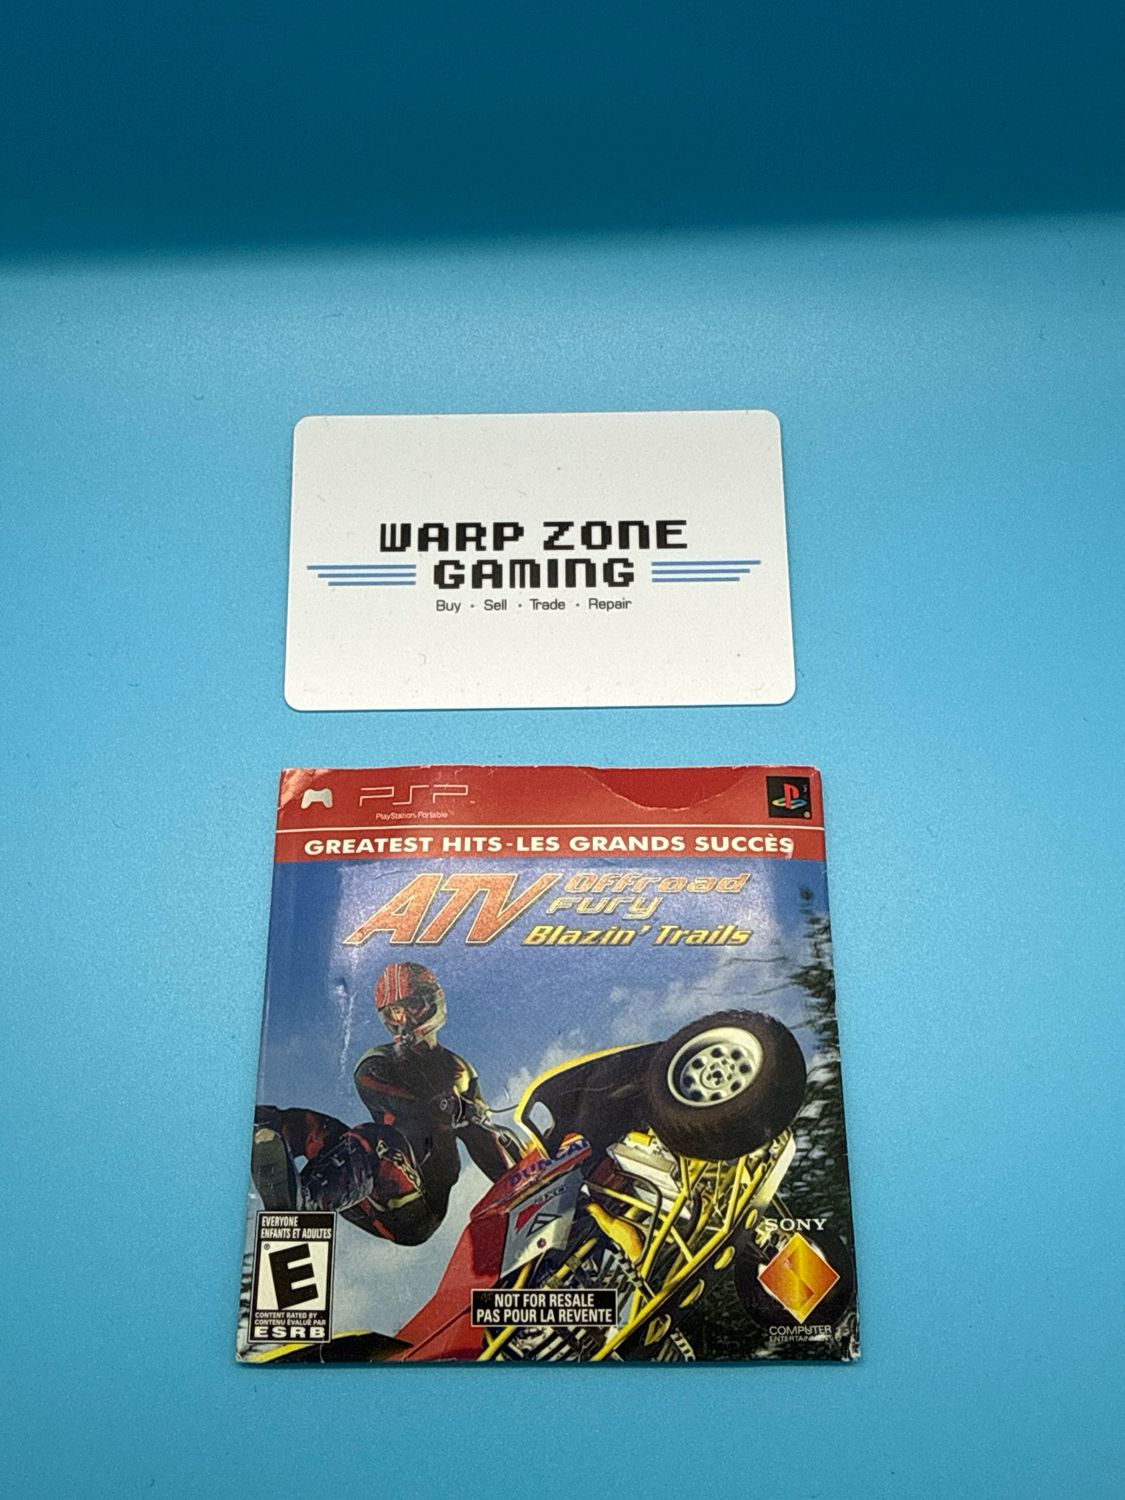 WARP ZONE
GAMING
Buy · Sell · Trade · Repair
PSP
PlayStation Portable
GREATEST HITS - LES GRANDS SUCCÈS
ATV Offroad
Fury
Blazin' Trails
DUNCAN
EVERYONE
ENFANTS ET ADULTES
E
CONTENT RATED BY
CONTENU ÉVALUÉ PAR
ESRB
NOT FOR RESALE
PAS POUR LA REVENTE
SONY
COMPUTER
ENTERTAINMENT